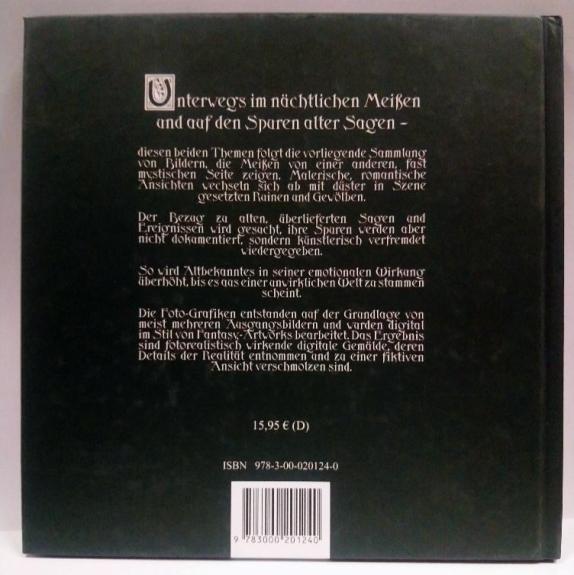 Unterwegs im nächtlichen Meißen
und auf den Spuren alter Sagen –
diesen beiden Themen folgt die vorliegende Sammlung
von Bildern, die Meißen von einer anderen, fast
mystischen Seite zeigen. Malerische, romantische
Ansichten wechseln sich ab mit düster in Szene
gesetzten Ruinen und Gewölben.
Der Bezug zu alten, überlieferten Sagen und
Ereignissen wird gesucht, ihre Spuren werden aber
nicht dokumentiert, sondern künstlerisch verfremdet
wiedergegeben.
So wird Altbekanntes in seiner emotionalen Wirkung
überhöht, bis es aus einer unwirklichen Welt zu stammen
scheint.
Die Foto-Grafiken entstanden auf der Grundlage von
meist mehreren Ausgangsbildern und wurden digital
im Stil von Fantasy-Artworks bearbeitet. Das Ergebnis
sind fotorealistisch wirkende digitale Gemälde, deren
Details der Realität entnommen und zu einer fiktiven
Ansicht verschmolzen sind.
15,95 € (D)
ISBN 978-3-00-020124-0
9 783000 201240